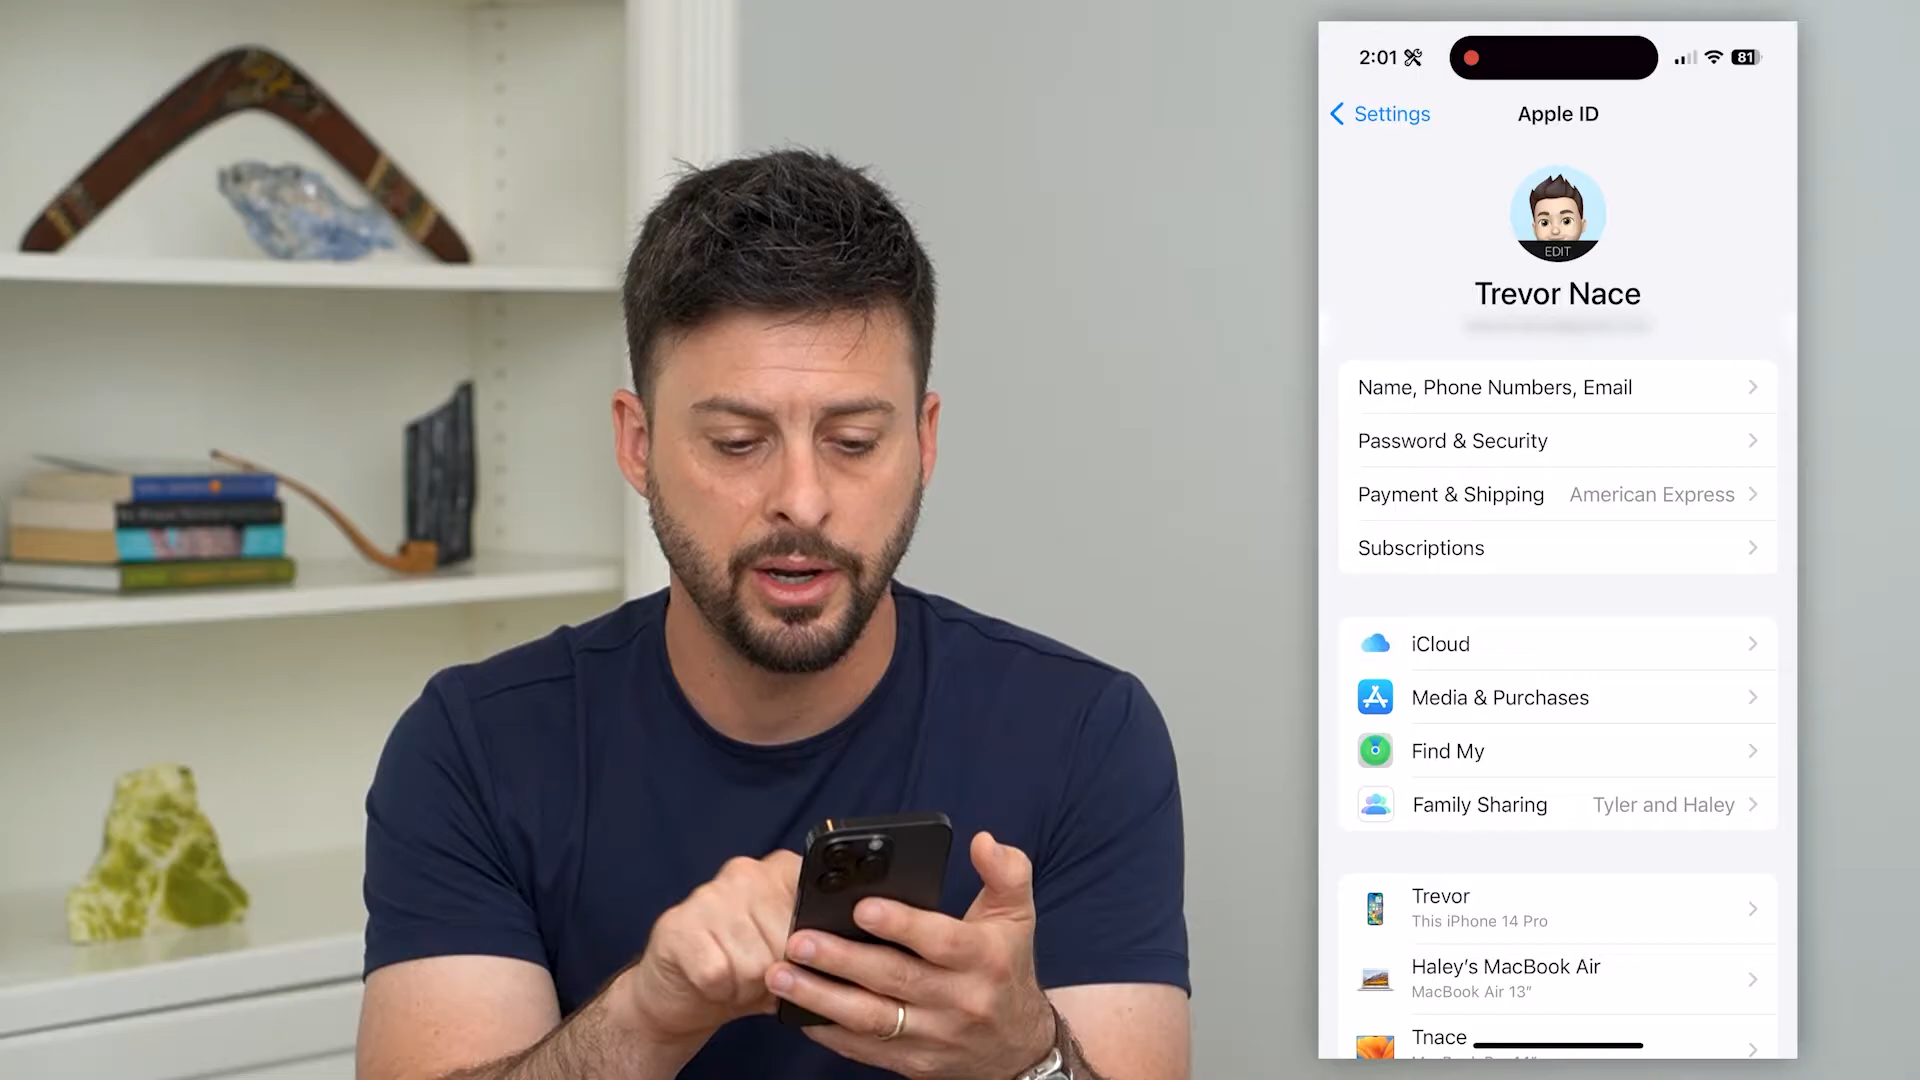 2:01
81
Settings
Apple ID
EDIT
Trevor Nace
Name, Phone Numbers, Email
Password & Security
Payment & Shipping American Express
Subscriptions
iCloud
Media & Purchases
Find My
Family Sharing Tyler and Haley
Trevor
This iPhone 14 Pro
Haley’s MacBook Air
MacBook Air 13”
Tnace